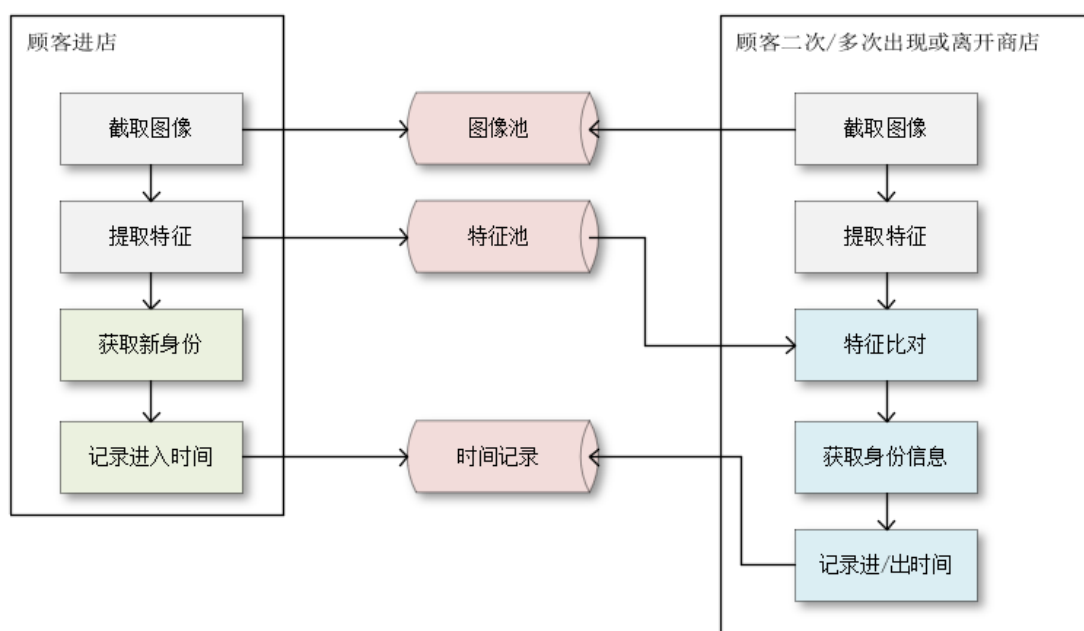 顾客进店
截取图像
提取特征
获取新身份
记录进入时间
图像池
特征池
时间记录
顾客二次/多次出现或离开商店
截取图像
提取特征
特征比对
获取身份信息
记录进/出时间